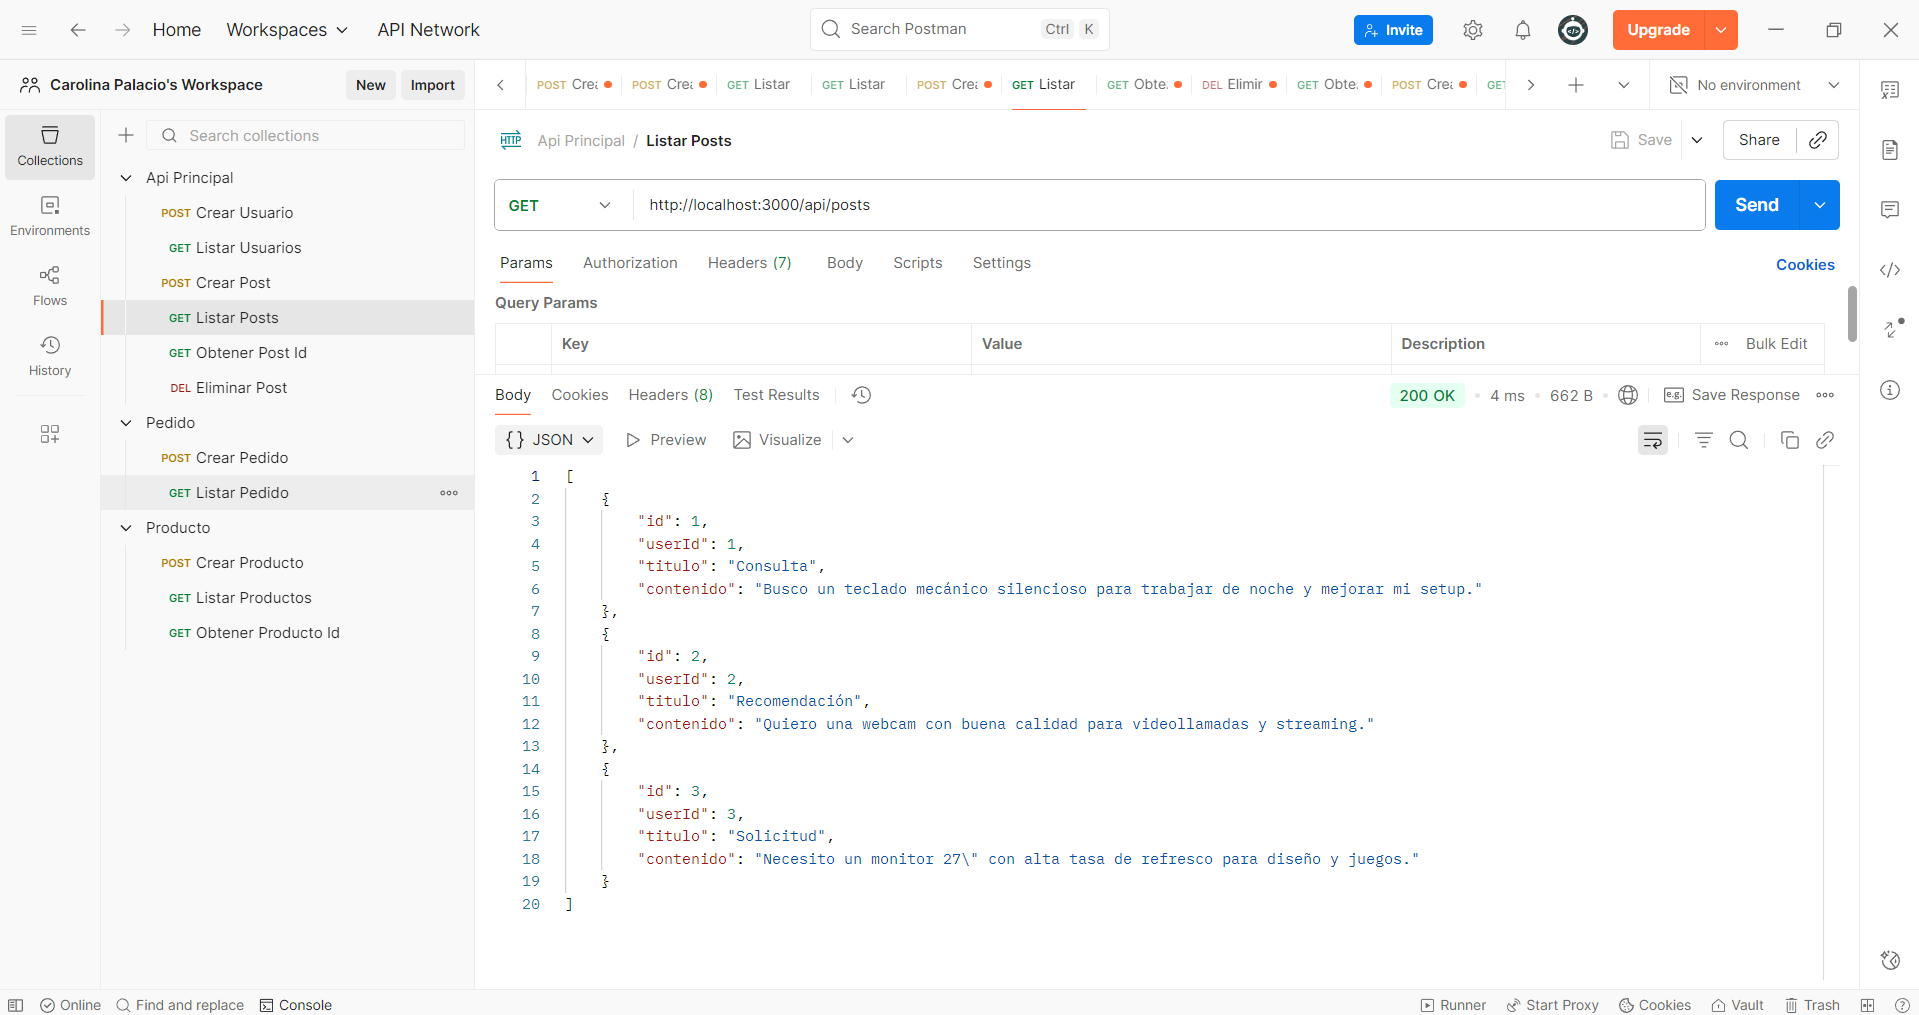 Home Workspaces API Network Search Postman Ctrl K Invite Upgrade
Carolina Palacio's Workspace New Import
POST Crea POST Crea GET Listar GET Listar POST Crea GET Listar GET Obte. DEL Elimir GET Obte. POST Crea GET No environment
Collections
Environments
Flows
History
Search collections
Api Principal
POST Crear Usuario
GET Listar Usuarios
POST Crear Post
GET Listar Posts
GET Obtener Post Id
DEL Eliminar Post
Pedido
POST Crear Pedido
GET Listar Pedido
Producto
POST Crear Producto
GET Listar Productos
GET Obtener Producto Id
HTTP Api Principal / Listar Posts Save Share
GET http://localhost:3000/api/posts Send
Params Authorization Headers (7) Body Scripts Settings Cookies
Query Params
Key Value Description Bulk Edit
Body Cookies Headers (8) Test Results 200 OK 4 ms 662 B e.g. Save Response
{} JSON Preview Visualize
1 [
2 {
3 "id": 1,
4 "userId": 1,
5 "titulo": "Consulta",
6 "contenido": "Busco un teclado mecánico silencioso para trabajar de noche y mejorar mi setup."
7 },
8 {
9 "id": 2,
10 "userId": 2,
11 "titulo": "Recomendación",
12 "contenido": "Quiero una webcam con buena calidad para videollamadas y streaming."
13 },
14 {
15 "id": 3,
16 "userId": 3,
17 "titulo": "Solicitud",
18 "contenido": "Necesito un monitor 27\" con alta tasa de refresco para diseño y juegos."
19 }
20 ]
Online Find and replace Console Runner Start Proxy Cookies Vault Trash